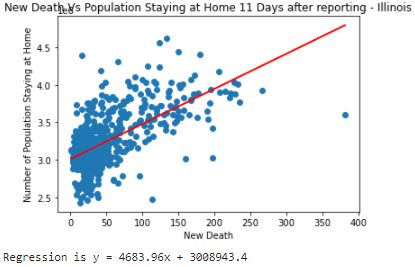 New Death Vs Population Staying at Home 11 Days after reporting - Illinois
1e6
4.5
4.0
3.5
3.0
2.5
Number of Population Staying at Home
0 50 100 150 200 250 300 350 400
New Death
Regression is y = 4683.96x + 3008943.4